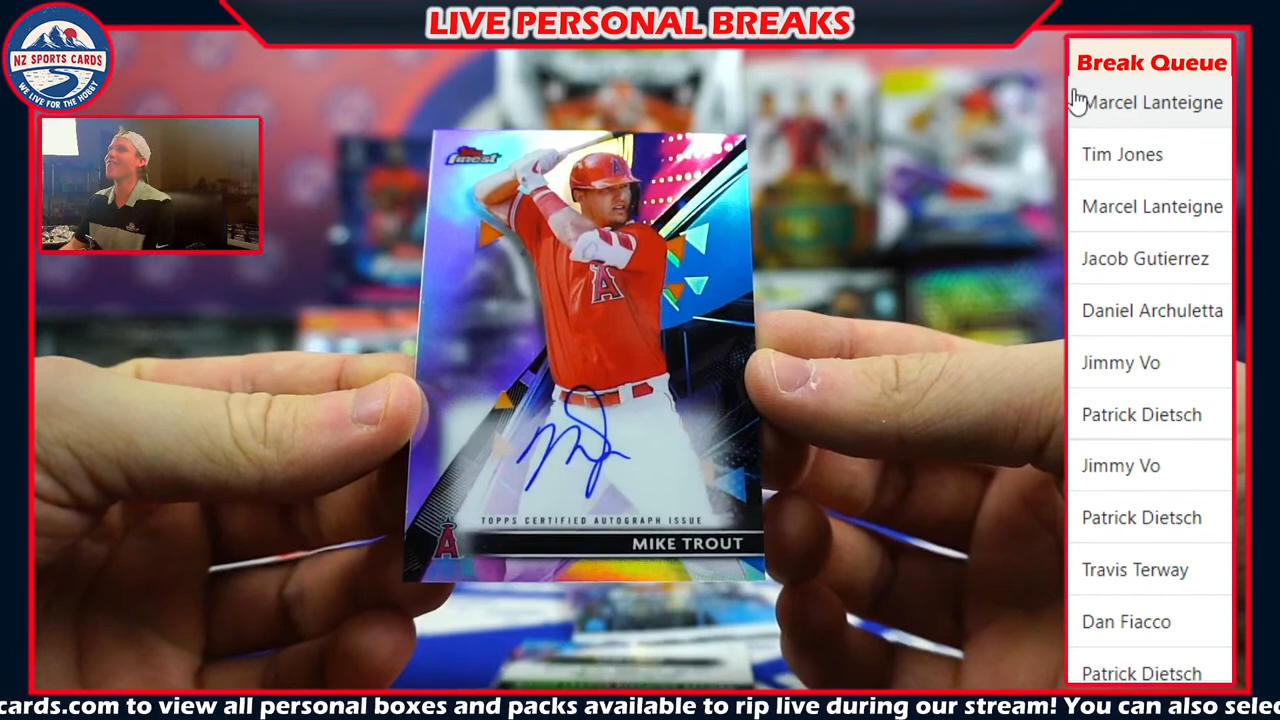 LIVE PERSONAL BREAKS
NZ SPORTS CARDS
WE LIVE FOR THE HOBBY
Break Queue
Marcel Lanteigne
Tim Jones
Marcel Lanteigne
Jacob Gutierrez
Daniel Archuletta
Jimmy Vo
Patrick Dietsch
Jimmy Vo
Patrick Dietsch
Travis Terway
Dan Fiacco
Patrick Dietsch
finest
A
A
TOPPS CERTIFIED AUTOGRAPH ISSUE
A
MIKE TROUT
cards.com to view all personal boxes and packs available to rip live during our stream! You can also selec